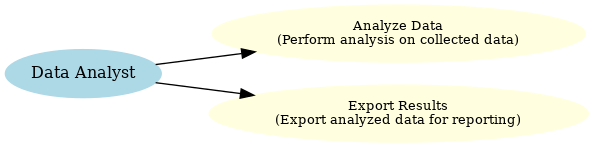 Data Analyst
Analyze Data
(Perform analysis on collected data)
Export Results
(Export analyzed data for reporting)